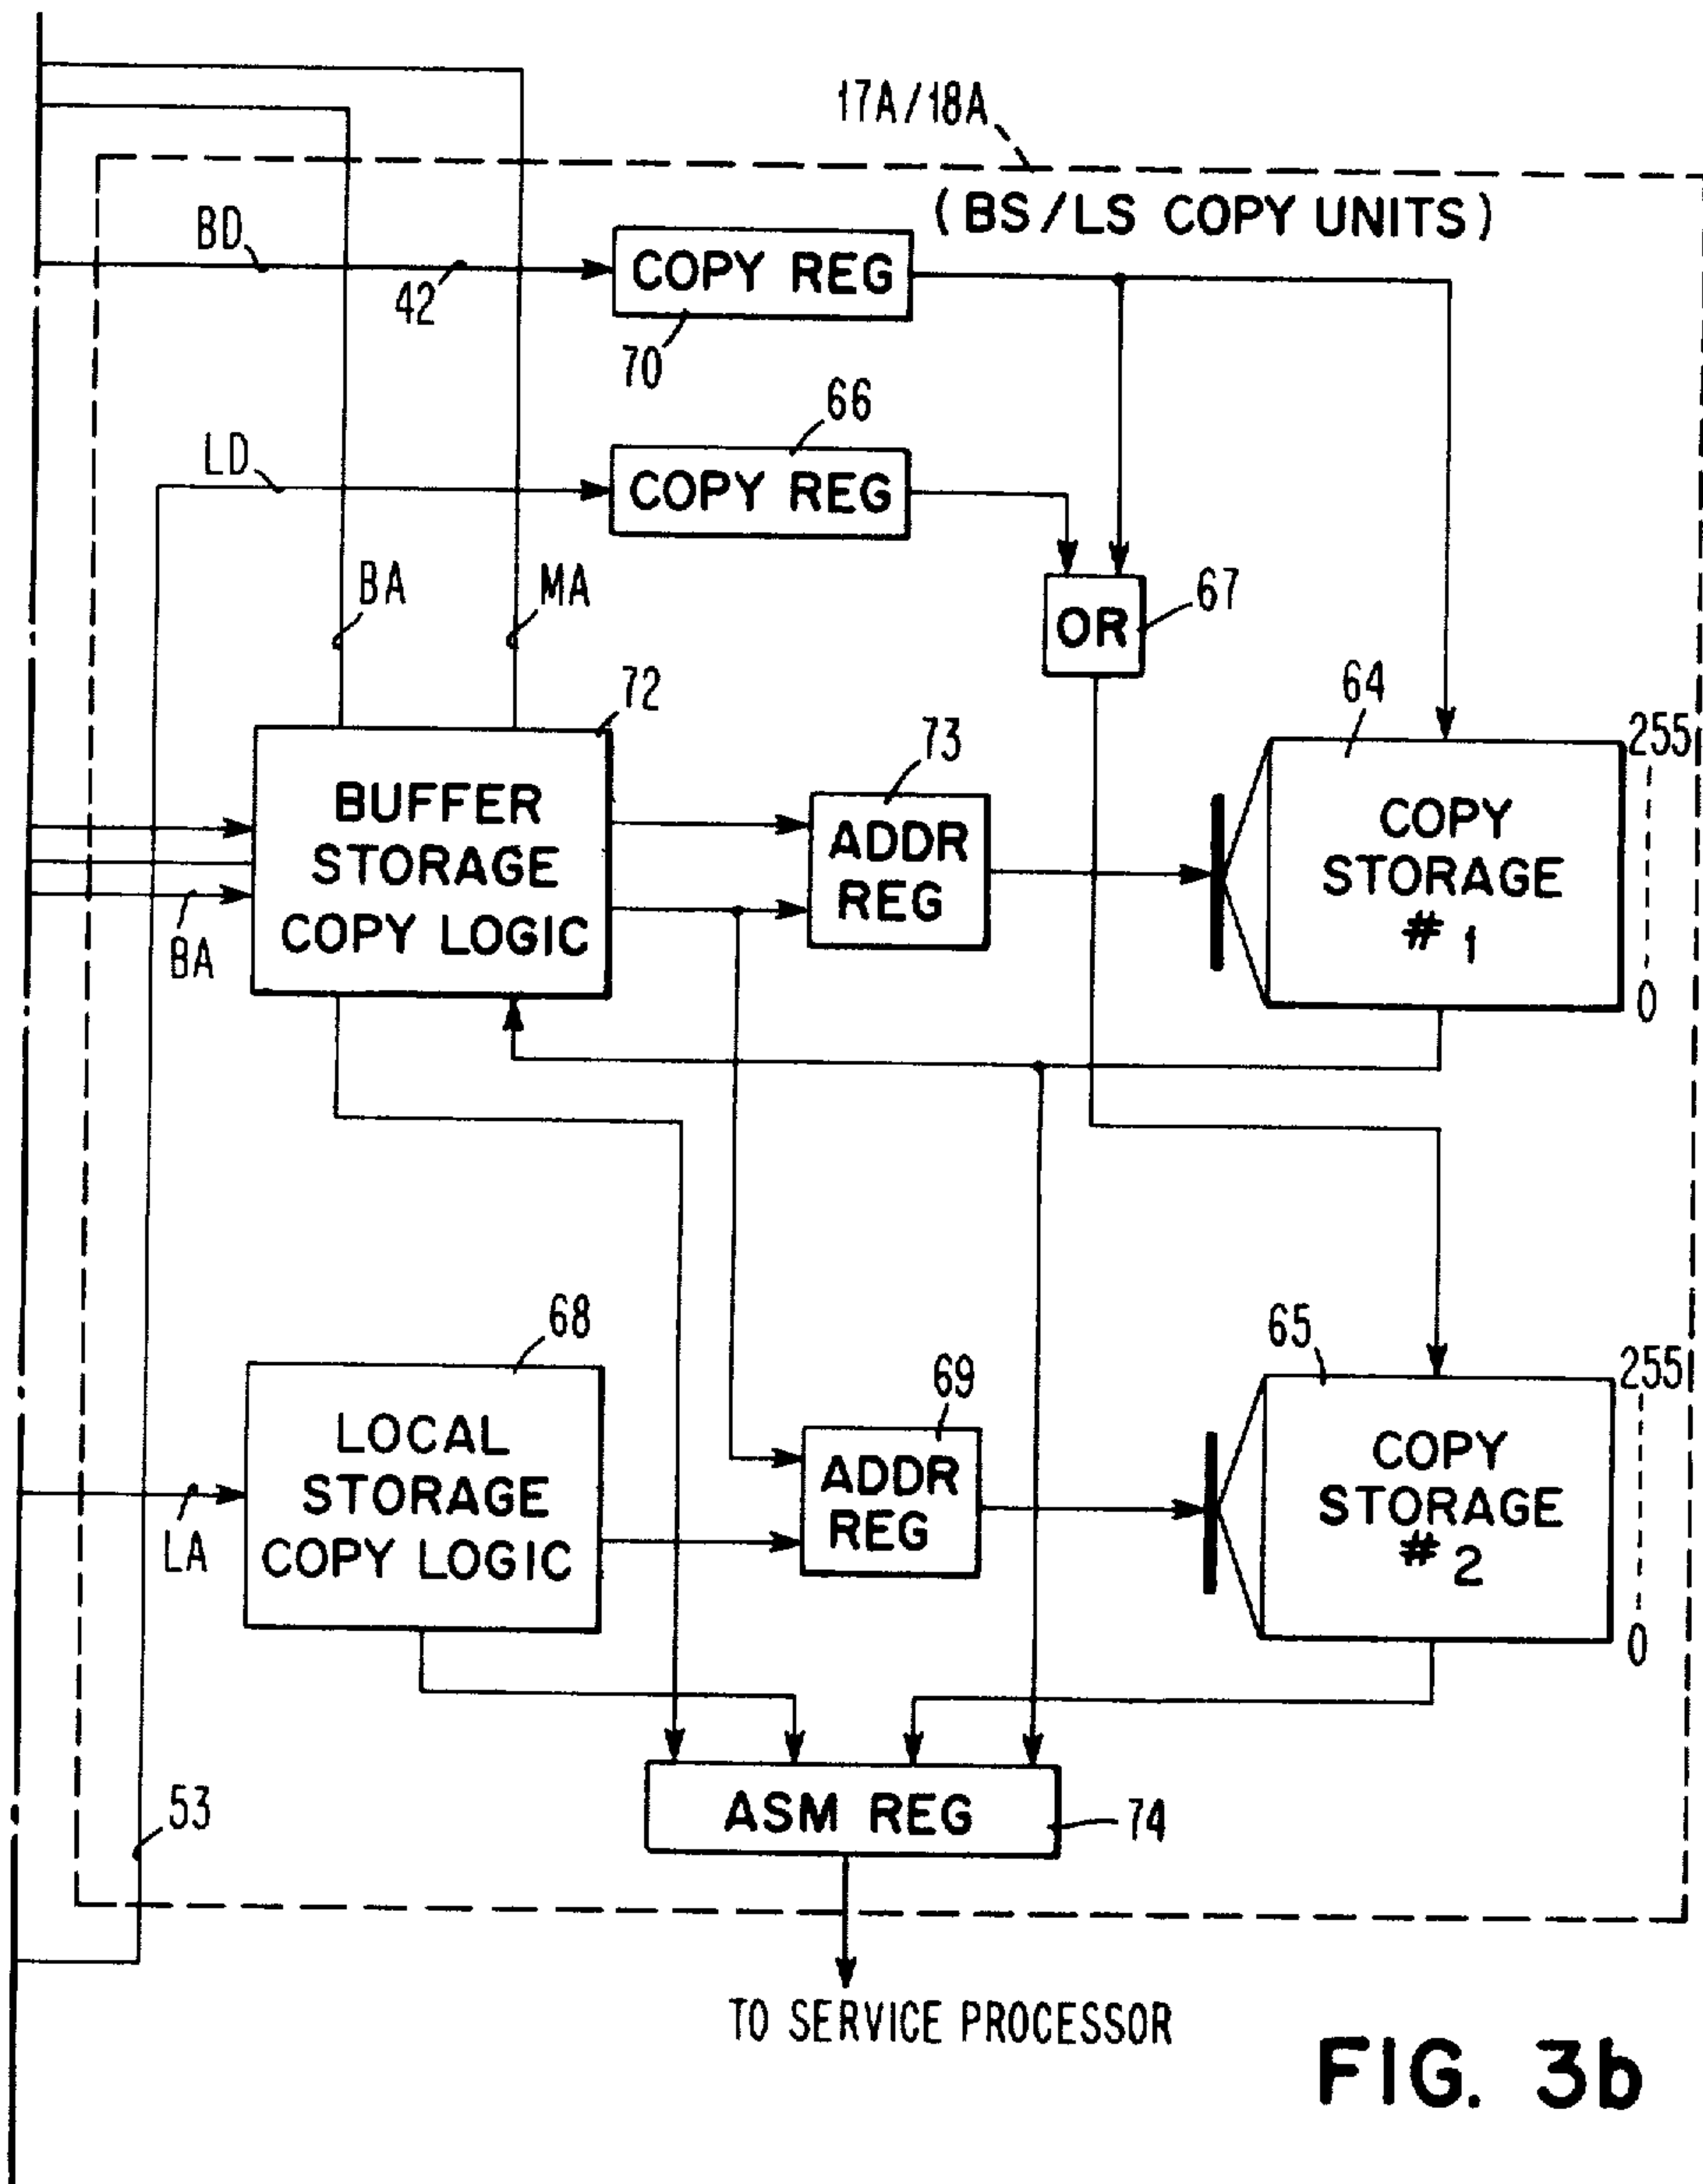 17A/18A
(BS/LS COPY UNITS)
BD
42
COPY REG
70
66
LD
COPY REG
BA
MA
OR
67
72
73
64
255
BUFFER
STORAGE
COPY LOGIC
ADDR
REG
COPY
STORAGE
# 1
0
BA
68
69
65
255
LOCAL
STORAGE
COPY LOGIC
ADDR
REG
COPY
STORAGE
# 2
0
LA
53
ASM REG
74
TO SERVICE PROCESSOR
FIG. 3b